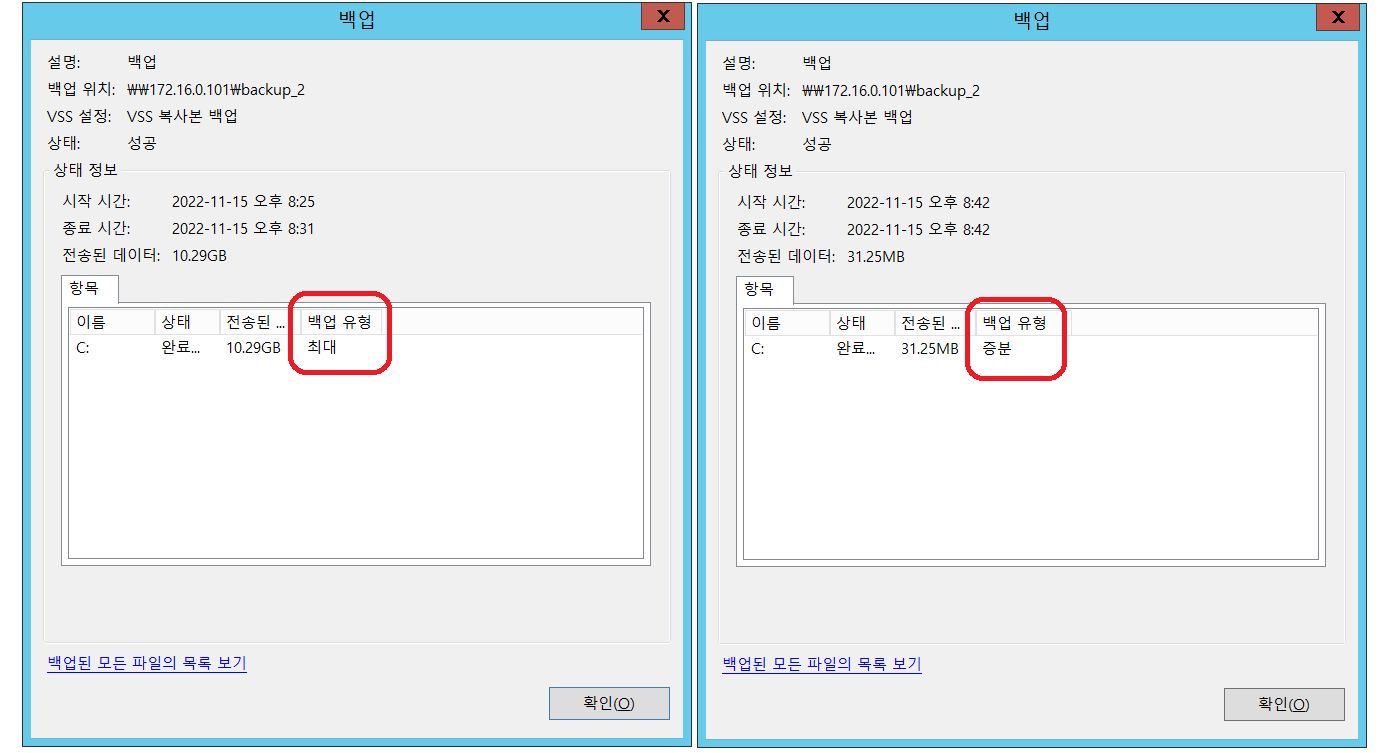 백업
X
설명: 백업
백업 위치: ₩₩172.16.0.101₩backup_2
VSS 설정: VSS 복사본 백업
상태: 성공
상태 정보
시작 시간: 2022-11-15 오후 8:25
종료 시간: 2022-11-15 오후 8:31
전송된 데이터: 10.29GB
항목
이름 상태 전송된 ... 백업 유형
C: 완료... 10.29GB 최대
백업된 모든 파일의 목록 보기
확인(O)
백업
X
설명: 백업
백업 위치: ₩₩172.16.0.101₩backup_2
VSS 설정: VSS 복사본 백업
상태: 성공
상태 정보
시작 시간: 2022-11-15 오후 8:42
종료 시간: 2022-11-15 오후 8:42
전송된 데이터: 31.25MB
항목
이름 상태 전송된 ... 백업 유형
C: 완료... 31.25MB 증분
백업된 모든 파일의 목록 보기
확인(O)